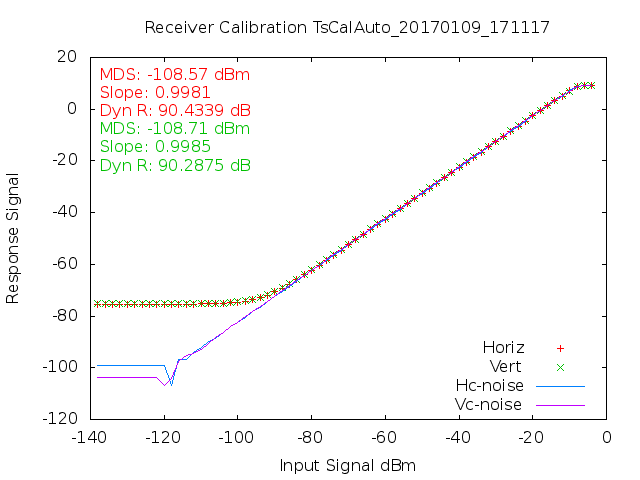 Receiver Calibration TsCalAuto_20170109_171117
20
0
-20
-40
-60
-80
-100
-120
Response Signal
MDS: -108.57 dBm
Slope: 0.9981
Dyn R: 90.4339 dB
MDS: -108.71 dBm
Slope: 0.9985
Dyn R: 90.2875 dB
Horiz
Vert
Hc-noise
Vc-noise
-140 -120 -100 -80 -60 -40 -20 0
Input Signal dBm